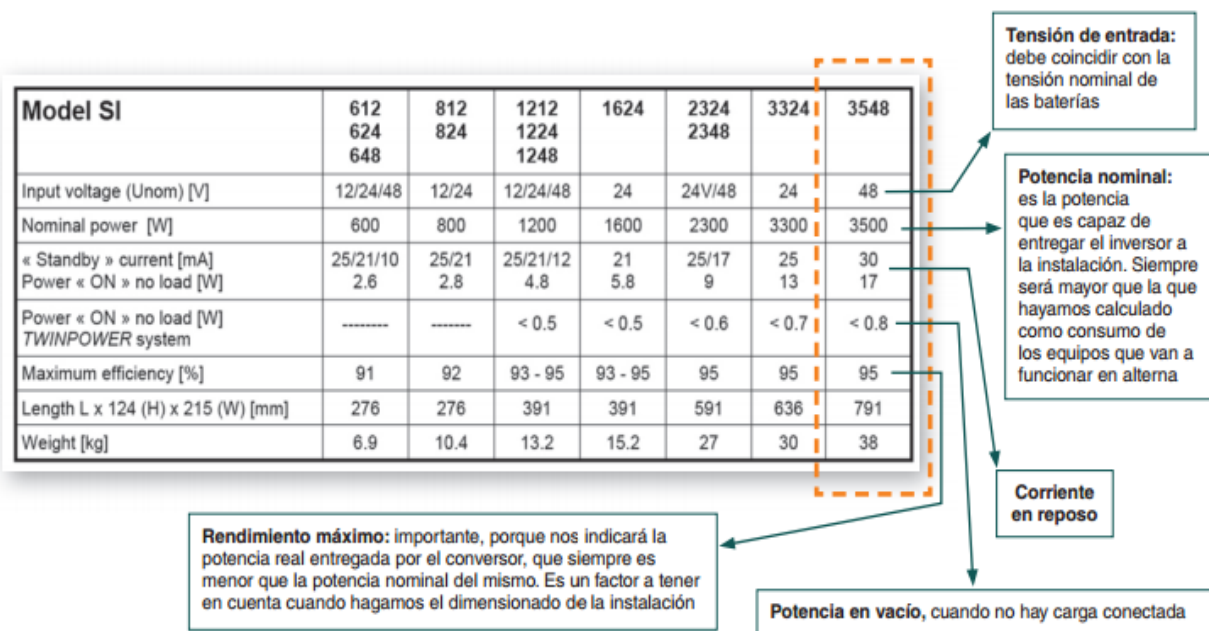 Tensión de entrada:
debe coincidir con la
tensión nominal de
las baterías
Model SI 612 812 1212 1624 2324 3324 3548
624 824 1224 2348
648 1248
Input voltage (Unom) [V] 12/24/48 12/24 12/24/48 24 24V/48 24 48
Nominal power [W] 600 800 1200 1600 2300 3300 3500
« Standby » current [mA] 25/21/10 25/21 25/21/12 21 25/17 25 30
Power « ON » no load [W] 2.6 2.8 4.8 5.8 9 13 17
Power « ON » no load [W]
TWINPOWER system -------- ------- < 0.5 < 0.5 < 0.6 < 0.7 < 0.8
Maximum efficiency [%] 91 92 93 - 95 93 - 95 95 95 95
Length L x 124 (H) x 215 (W) [mm] 276 276 391 391 591 636 791
Weight [kg] 6.9 10.4 13.2 15.2 27 30 38
Potencia nominal:
es la potencia
que es capaz de
entregar el inversor a
la instalación. Siempre
será mayor que la que
hayamos calculado
como consumo de
los equipos que van a
funcionar en alterna
Corriente
en reposo
Rendimiento máximo: importante, porque nos indicará la
potencia real entregada por el conversor, que siempre es
menor que la potencia nominal del mismo. Es un factor a tener
en cuenta cuando hagamos el dimensionado de la instalación
Potencia en vacío, cuando no hay carga conectada